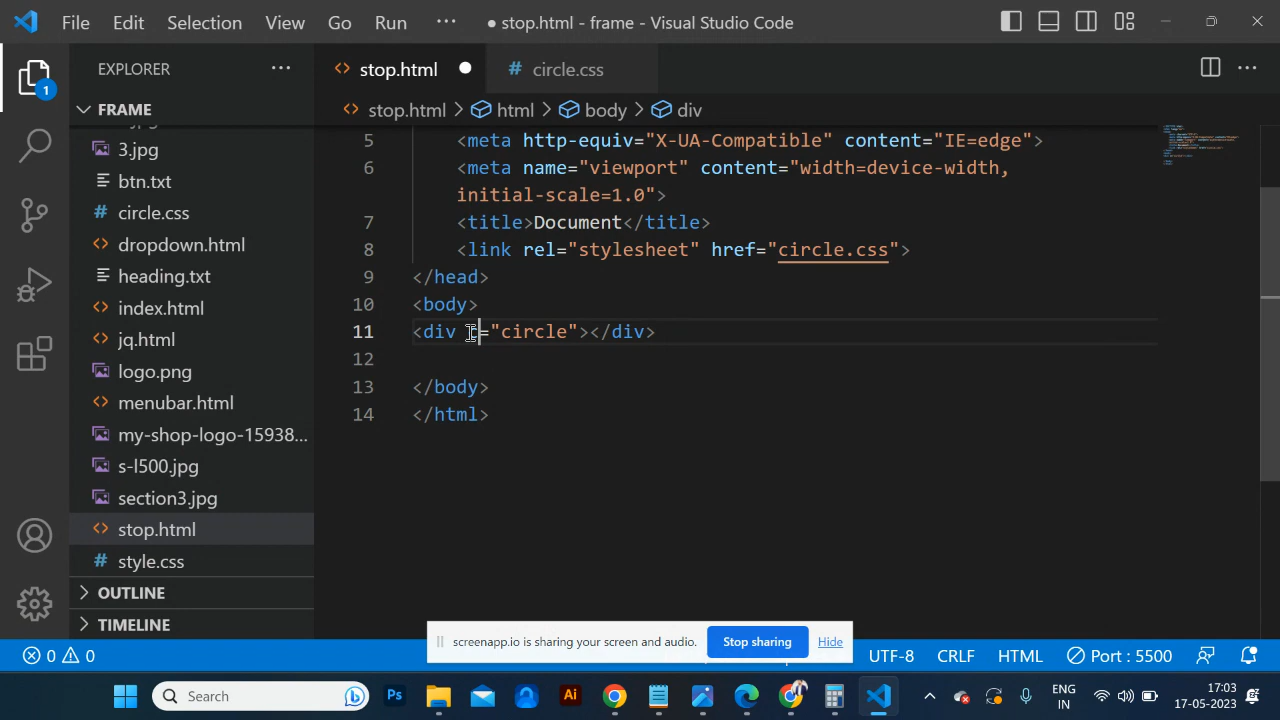 File Edit Selection View Go Run ··· ● stop.html - frame - Visual Studio Code
EXPLORER ···
1
FRAME
3.jpg
btn.txt
circle.css
dropdown.html
heading.txt
index.html
jq.html
logo.png
menubar.html
my-shop-logo-15938...
s-l500.jpg
section3.jpg
stop.html
style.css
OUTLINE
TIMELINE
stop.html ● circle.css ···
stop.html > html > body > div
5 <meta http-equiv="X-UA-Compatible" content="IE=edge">
6 <meta name="viewport" content="width=device-width,
initial-scale=1.0">
7 <title>Document</title>
8 <link rel="stylesheet" href="circle.css">
9 </head>
10 <body>
11 <div ="circle"></div>
12
13 </body>
14 </html>
screenapp.io is sharing your screen and audio. Stop sharing Hide
0 0 UTF-8 CRLF HTML Port : 5500
Search Ps Ai ENG
IN 17:03
17-05-2023